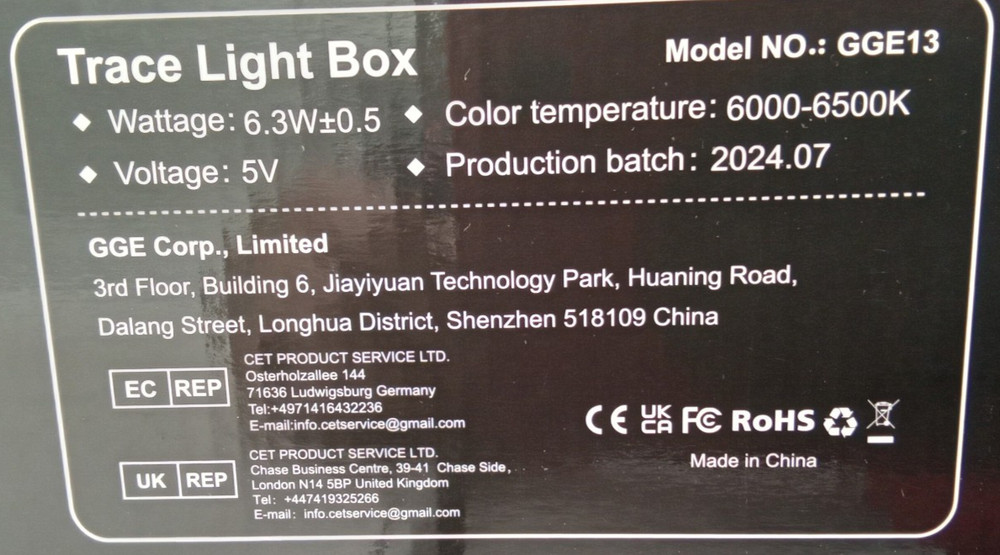 Trace Light Box
Model NO.: GGE13
◆ Wattage: 6.3W±0.5
◆ Color temperature: 6000-6500K
◆ Voltage: 5V
◆ Production batch: 2024.07
GGE Corp., Limited
3rd Floor, Building 6, Jiayiyuan Technology Park, Huaning Road,
Dalang Street, Longhua District, Shenzhen 518109 China
EC REP
CET PRODUCT SERVICE LTD.
Osterholzallee 144
71636 Ludwigsburg Germany
Tel:+4971416432236
E-mail:info.cetservice@gmail.com
UK REP
CET PRODUCT SERVICE LTD.
Chase Business Centre, 39-41 Chase Side,
London N14 5BP United Kingdom
Tel: +447419325266
E-mail: info.cetservice@gmail.com
CE UK CA FC RoHS
Made in China